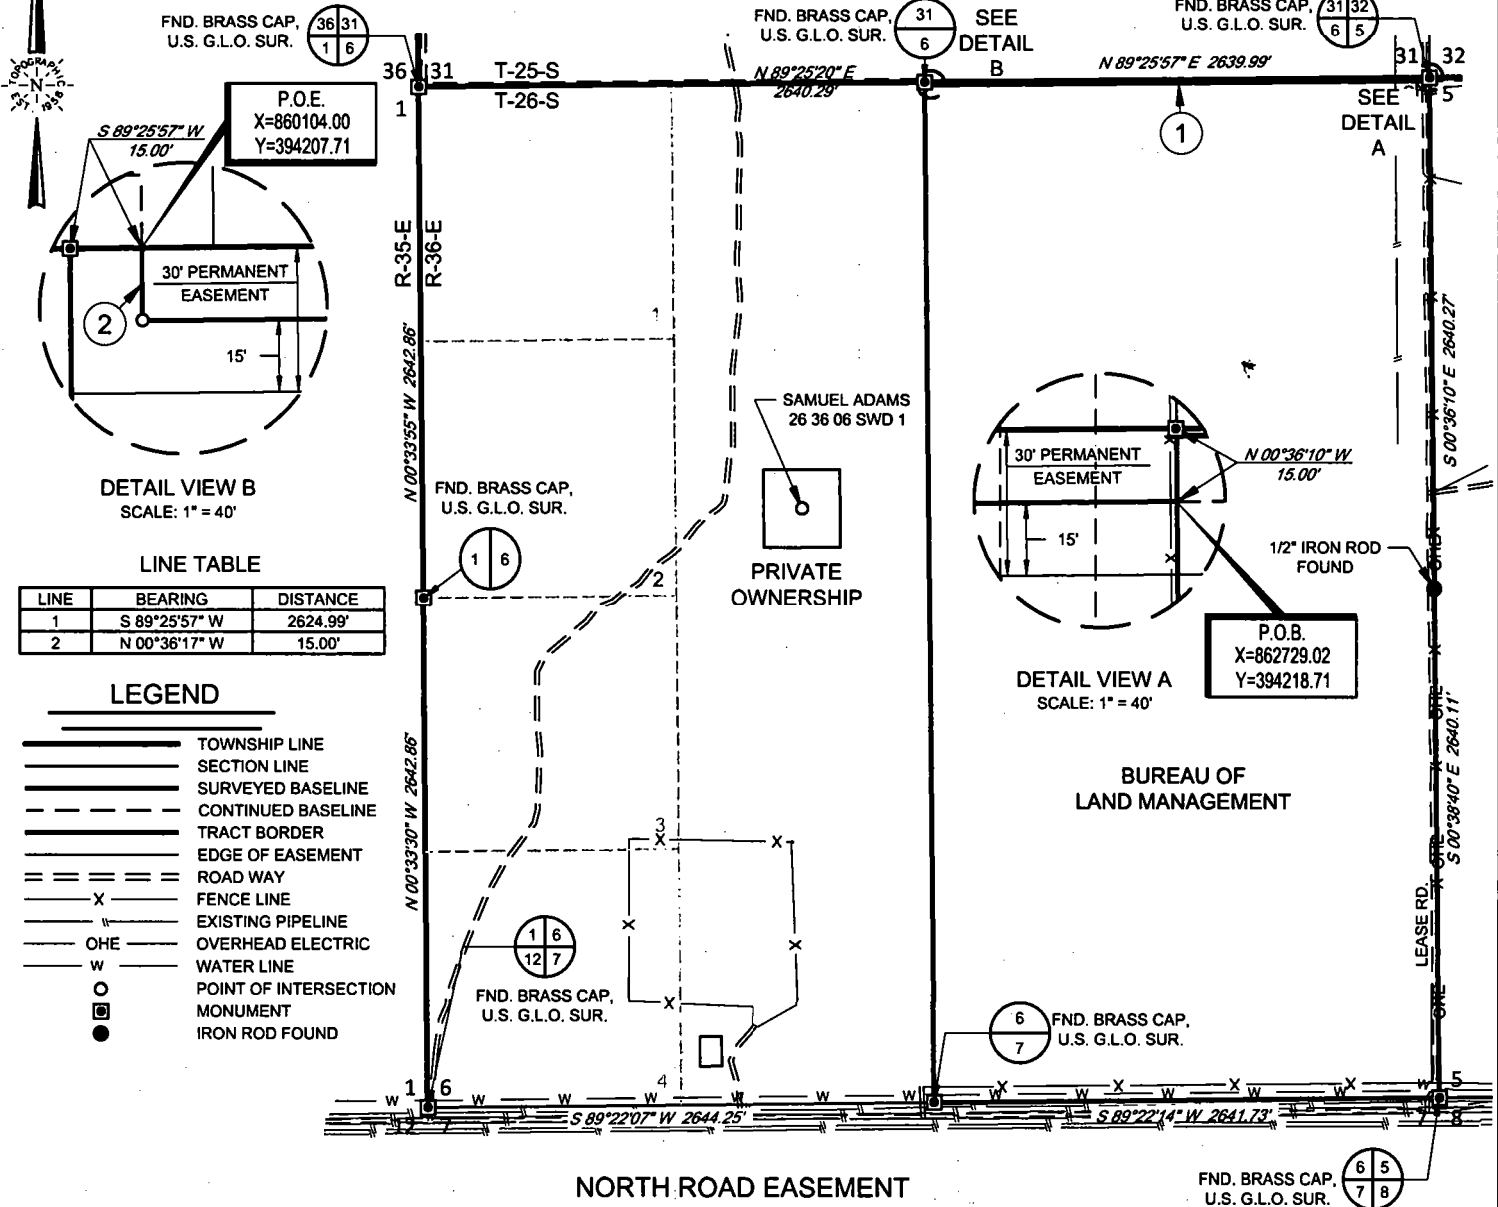 FND. BRASS CAP,
U.S. G.L.O. SUR.
36 31
1 6
FND. BRASS CAP,
U.S. G.L.O. SUR.
31
6
SEE
DETAIL
B
FND. BRASS CAP,
U.S. G.L.O. SUR.
31 32
6 5
36 31
1
T-25-S
T-26-S
N 89°25'20" E
2640.29'
N 89°25'57" E 2639.99'
31 32
5
SEE
DETAIL
A
1
TOPOGRAPHIC
N
EST. 1958
P.O.E.
X=860104.00
Y=394207.71
S 89°25'57" W
15.00'
30' PERMANENT
EASEMENT
2
15'
DETAIL VIEW B
SCALE: 1" = 40'
R-35-E
R-36-E
N 00°33'55" W 2642.86'
1
SAMUEL ADAMS
26 36 06 SWD 1
PRIVATE
OWNERSHIP
FND. BRASS CAP,
U.S. G.L.O. SUR.
1 6
2
30' PERMANENT
EASEMENT
15'
N 00°36'10" W
15.00'
S 00°36'10" E 2640.27'
1/2" IRON ROD
FOUND
P.O.B.
X=862729.02
Y=394218.71
DETAIL VIEW A
SCALE: 1" = 40'
LINE TABLE
LINE BEARING DISTANCE
1 S 89°25'57" W 2624.99'
2 N 00°36'17" W 15.00'
LEGEND
TOWNSHIP LINE
SECTION LINE
SURVEYED BASELINE
CONTINUED BASELINE
TRACT BORDER
EDGE OF EASEMENT
ROAD WAY
X FENCE LINE
EXISTING PIPELINE
OHE OVERHEAD ELECTRIC
W WATER LINE
POINT OF INTERSECTION
MONUMENT
IRON ROD FOUND
N 00°33'30" W 2642.86'
3
BUREAU OF
LAND MANAGEMENT
OHE
OHE
OHE
OHE
S 00°38'40" E 2640.11'
LEASE RD.
1 6
12 7
FND. BRASS CAP,
U.S. G.L.O. SUR.
6
7
FND. BRASS CAP,
U.S. G.L.O. SUR.
4
1 6
12 7
5
7 8
S 89°22'07" W 2644.25'
S 89°22'14" W 2641.73'
NORTH ROAD EASEMENT
FND. BRASS CAP,
U.S. G.L.O. SUR.
6 5
7 8